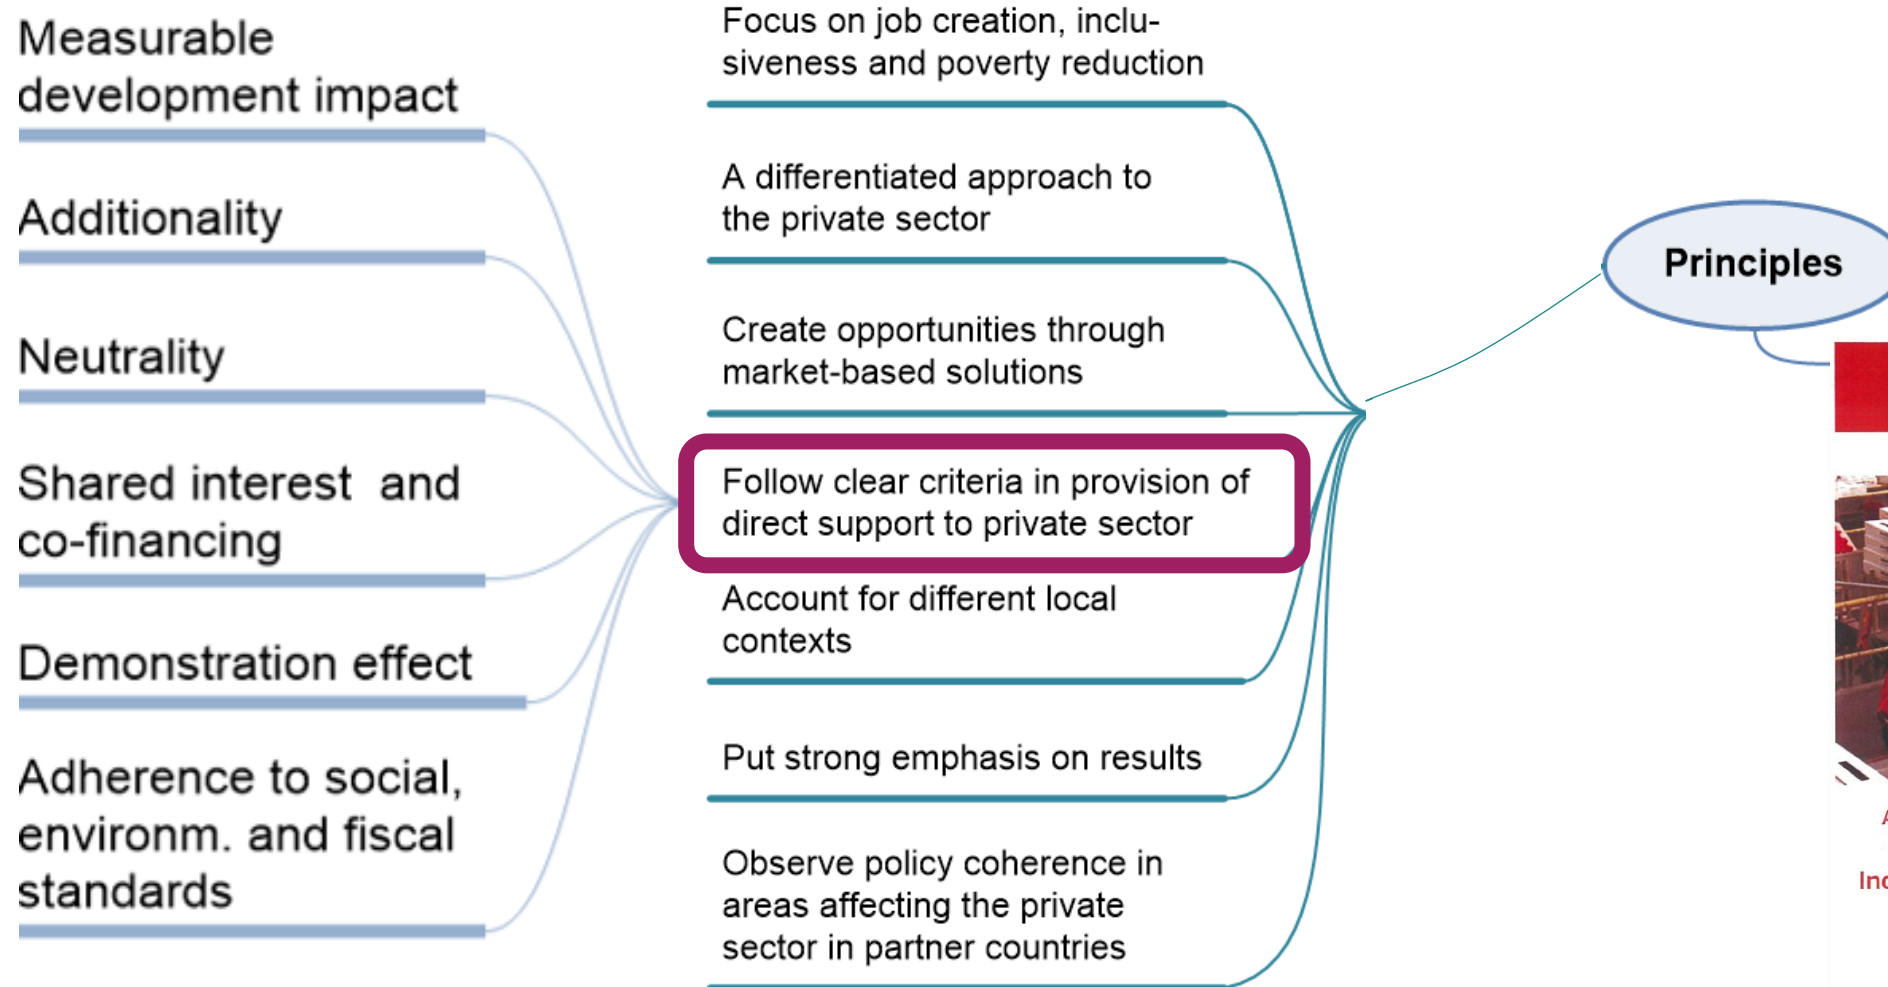 Measurable
development impact
Additionality
Neutrality
Shared interest and
co-financing
Demonstration effect
Adherence to social,
environm. and fiscal
standards
Focus on job creation, inclu-
siveness and poverty reduction
A differentiated approach to
the private sector
Create opportunities through
market-based solutions
Follow clear criteria in provision of
direct support to private sector
Account for different local
contexts
Put strong emphasis on results
Observe policy coherence in
areas affecting the private
sector in partner countries
Principles